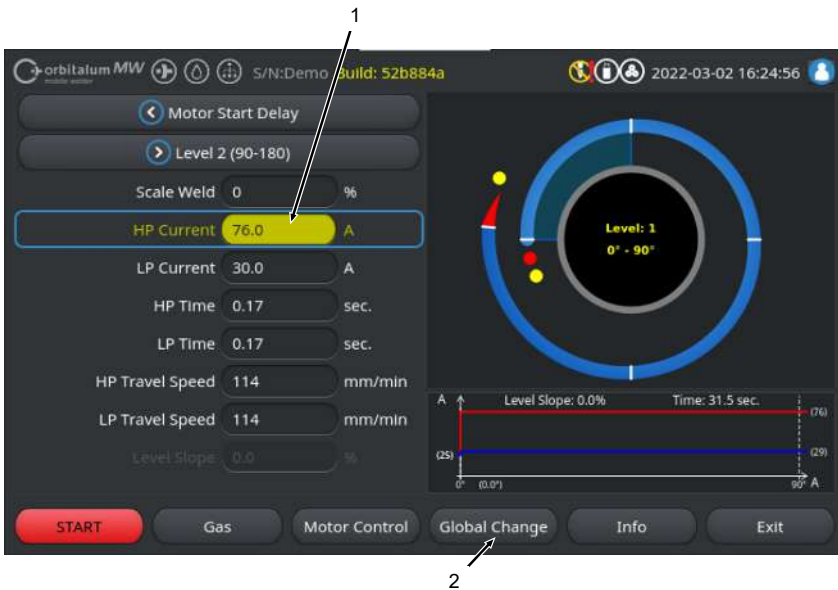 1
orbitalum MW S/N:Demo Build: 52b884a 2022-03-02 16:24:56
mobile welder
Motor Start Delay
Level 2 (90-180)
Scale Weld 0 %
HP Current 76.0 A
LP Current 30.0 A
HP Time 0.17 sec.
LP Time 0.17 sec.
HP Travel Speed 114 mm/min
LP Travel Speed 114 mm/min
Level Slope 0.0 %
Level: 1
0° - 90°
A Level Slope: 0.0% Time: 31.5 sec.
(76)
(25) (29)
0° (0.0°) 90° A
START Gas Motor Control Global Change Info Exit
2